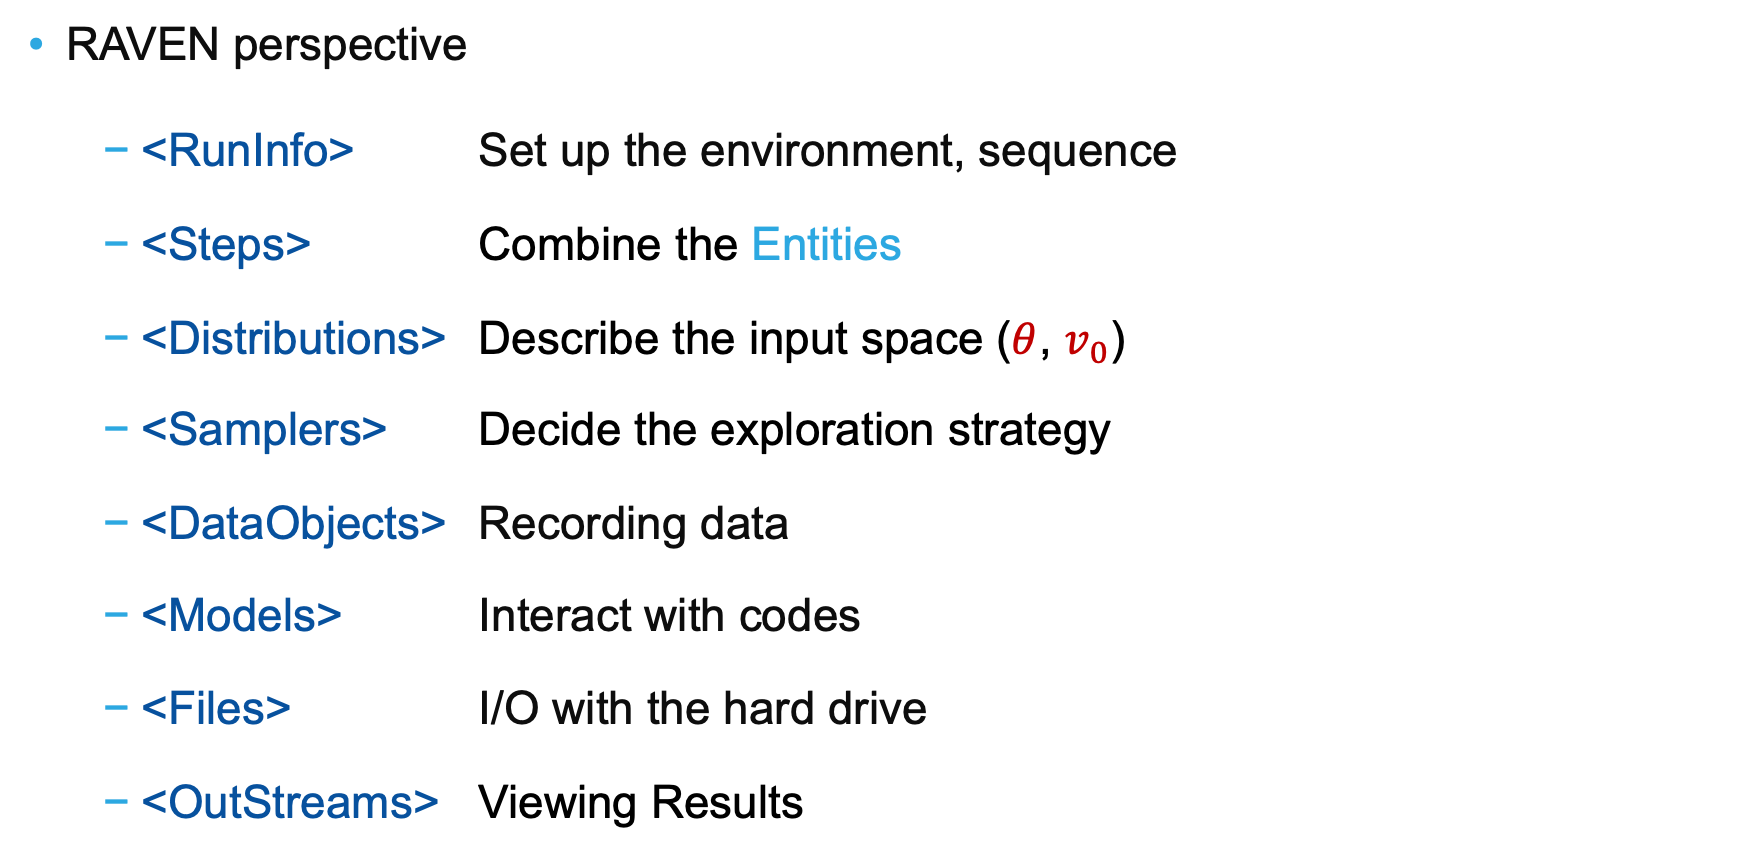 • RAVEN perspective
– <RunInfo> Set up the environment, sequence
– <Steps> Combine the Entities
– <Distributions> Describe the input space (θ, v₀)
– <Samplers> Decide the exploration strategy
– <DataObjects> Recording data
– <Models> Interact with codes
– <Files> I/O with the hard drive
– <OutStreams> Viewing Results